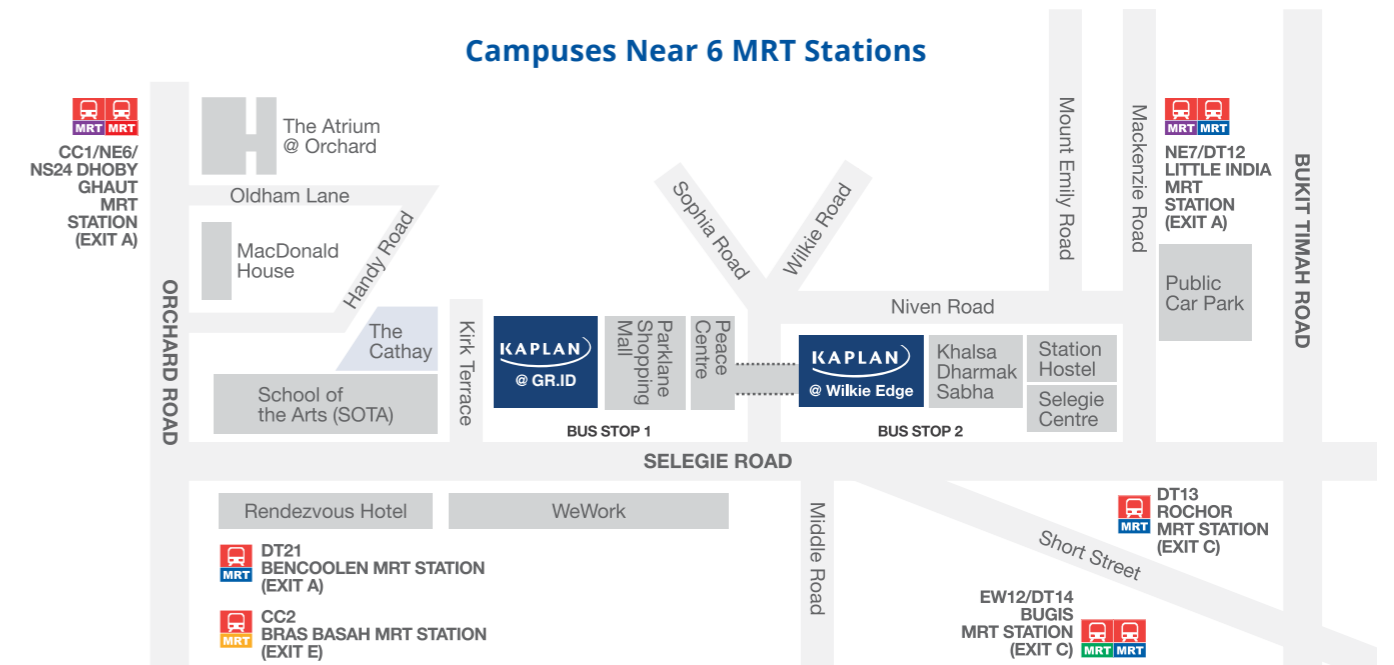 Campuses Near 6 MRT Stations
MRT MRT
CC1/NE6/
NS24 DHOBY
GHAUT
MRT
STATION
(EXIT A)
The Atrium
@ Orchard
Oldham Lane
MacDonald
House
Handy Road
ORCHARD ROAD
The
Cathay
School of
the Arts (SOTA)
Kirk Terrace
KAPLAN
@ GR.ID
Parklane
Shopping
Mall
Peace
Centre
BUS STOP 1
Sophia Road
Wilkie Road
Niven Road
KAPLAN
@ Wilkie Edge
Khalsa
Dharmak
Sabha
Station
Hostel
Selegie
Centre
BUS STOP 2
Mount Emily Road
Mackenzie Road
MRT MRT
NE7/DT12
LITTLE INDIA
MRT
STATION
(EXIT A)
Public
Car Park
BUKIT TIMAH ROAD
SELEGIE ROAD
Rendezvous Hotel
WeWork
MRT
DT21
BENCOOLEN MRT STATION
(EXIT A)
MRT
CC2
BRAS BASAH MRT STATION
(EXIT E)
Middle Road
Short Street
MRT
DT13
ROCHOR
MRT STATION
(EXIT C)
EW12/DT14
BUGIS
MRT STATION
(EXIT C)
MRT MRT